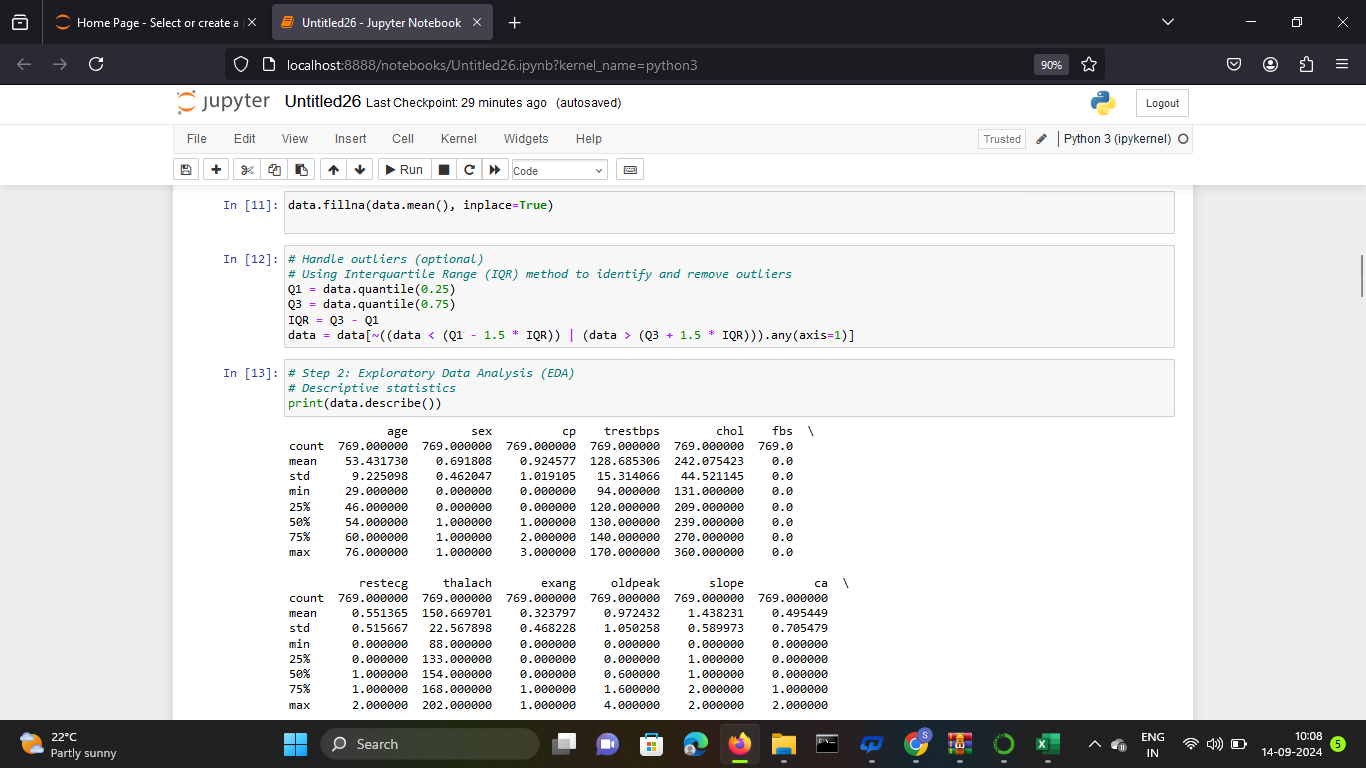 Home Page - Select or create a
Untitled26 - Jupyter Notebook
localhost:8888/notebooks/Untitled26.ipynb?kernel_name=python3
90%
jupyter Untitled26 Last Checkpoint: 29 minutes ago (autosaved)
Logout
File Edit View Insert Cell Kernel Widgets Help
Trusted
Python 3 (ipykernel)
Run
Code
In [11]: data.fillna(data.mean(), inplace=True)
In [12]: # Handle outliers (optional)
# Using Interquartile Range (IQR) method to identify and remove outliers
Q1 = data.quantile(0.25)
Q3 = data.quantile(0.75)
IQR = Q3 - Q1
data = data[~((data < (Q1 - 1.5 * IQR)) | (data > (Q3 + 1.5 * IQR))).any(axis=1)]
In [13]: # Step 2: Exploratory Data Analysis (EDA)
# Descriptive statistics
print(data.describe())
age sex cp trestbps chol fbs \
count 769.000000 769.000000 769.000000 769.000000 769.000000 769.0
mean 53.431730 0.691808 0.924577 128.685306 242.075423 0.0
std 9.225098 0.462047 1.019105 15.314066 44.521145 0.0
min 29.000000 0.000000 0.000000 94.000000 131.000000 0.0
25% 46.000000 0.000000 0.000000 120.000000 209.000000 0.0
50% 54.000000 1.000000 1.000000 130.000000 239.000000 0.0
75% 60.000000 1.000000 2.000000 140.000000 270.000000 0.0
max 76.000000 1.000000 3.000000 170.000000 360.000000 0.0
restecg thalach exang oldpeak slope ca \
count 769.000000 769.000000 769.000000 769.000000 769.000000 769.000000
mean 0.551365 150.669701 0.323797 0.972432 1.438231 0.495449
std 0.515667 22.567898 0.468228 1.050258 0.589973 0.705479
min 0.000000 88.000000 0.000000 0.000000 0.000000 0.000000
25% 0.000000 133.000000 0.000000 0.000000 1.000000 0.000000
50% 1.000000 154.000000 0.000000 0.600000 1.000000 0.000000
75% 1.000000 168.000000 1.000000 1.600000 2.000000 1.000000
max 2.000000 202.000000 1.000000 4.000000 2.000000 2.000000
22°C
Partly sunny
Search
S
ENG
IN
10:08
14-09-2024
5